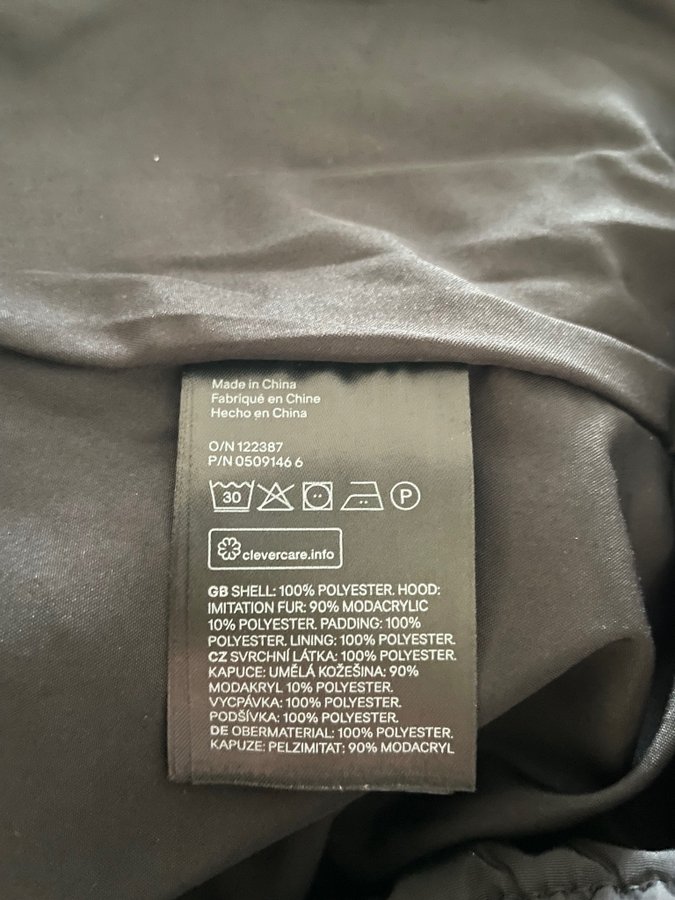 Made in China
Fabriqué en Chine
Hecho en China
O/N 122387
P/N 0509146 6
30 P
clevercare.info
GB SHELL: 100% POLYESTER. HOOD:
IMITATION FUR: 90% MODACRYLIC
10% POLYESTER. PADDING: 100%
POLYESTER. LINING: 100% POLYESTER.
CZ SVRCHNÍ LÁTKA: 100% POLYESTER.
KAPUCE: UMĚLÁ KOŽEŠINA: 90%
MODAKRYL 10% POLYESTER.
VYCPÁVKA: 100% POLYESTER.
PODŠÍVKA: 100% POLYESTER.
DE OBERMATERIAL: 100% POLYESTER.
KAPUZE: PELZIMITAT: 90% MODACRYL